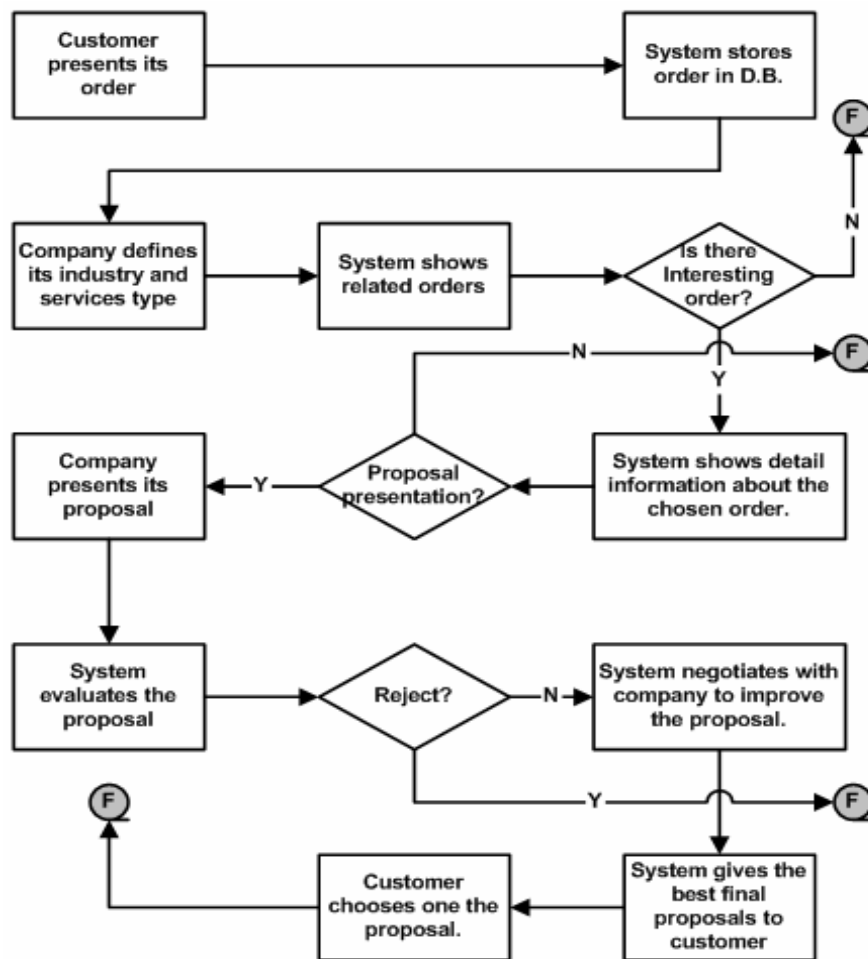 Customer
presents its
order
System stores
order in D.B.
F
N
Company defines
its industry and
services type
System shows
related orders
Is there
Interesting
order?
N
F
Y
Company
presents its
proposal
Y
Proposal
presentation?
System shows detail
information about the
chosen order.
System
evaluates the
proposal
Reject?
N
System negotiates with
company to improve
the proposal.
F
Y
F
Customer
chooses one the
proposal.
System gives the
best final
proposals to
customer